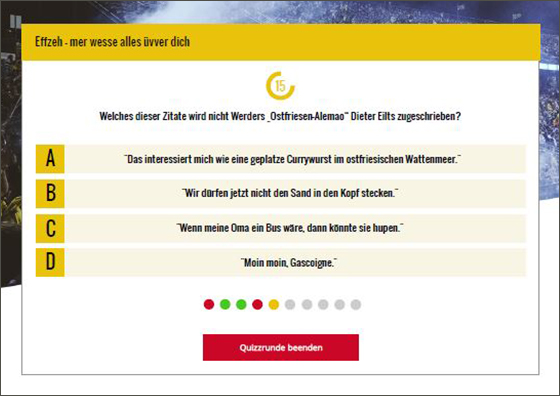 Effzeh - mer wesse alles üvver dich
15
Welches dieser Zitate wird nicht Werders „Ostfriesen-Alemao“ Dieter Eilts zugeschrieben?
A "Das interessiert mich wie eine geplatze Currywurst im ostfriesischen Wattenmeer."
B "Wir dürfen jetzt nicht den Sand in den Kopf stecken."
C "Wenn meine Oma ein Bus wäre, dann könnte sie hupen."
D "Moin moin, Gascoigne."
Quizzrunde beenden